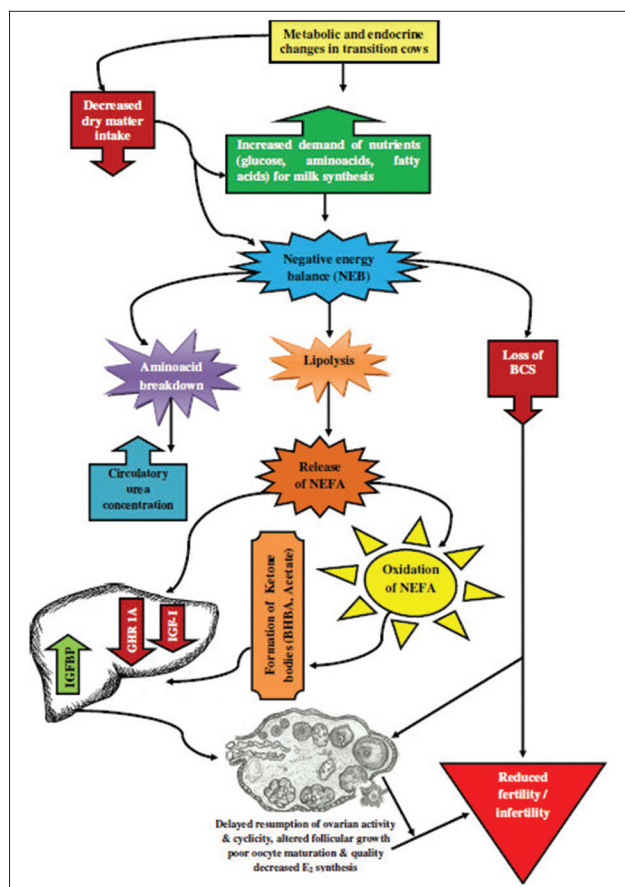 Metabolic and endocrine
changes in transition cows
Decreased
dry matter
intake
Increased demand of nutrients
(glucose, aminoacids, fatty
acids) for milk synthesis
Negative energy
balance (NEB)
Aminoacid
breakdown
Lipolysis
Loss of
BCS
Circulatory
urea
concentration
Release
of NEFA
Formation of Ketone
bodies (BHBA, Acetate)
Oxidation
of NEFA
IGFBP
GHR 1A
IGF-I
Delayed resumption of ovarian activity
& cyclicity, altered follicular growth
poor oocyte maturation & quality
decreased E₂ synthesis
Reduced
fertility /
infertility